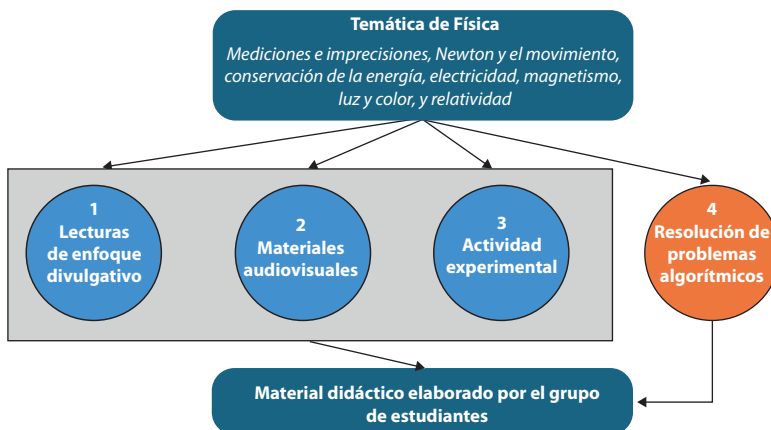 Temática de Física
Mediciones e imprecisiones, Newton y el movimiento,
conservación de la energía, electricidad, magnetismo,
luz y color, y relatividad
1
Lecturas
de enfoque
divulgativo
2
Materiales
audiovisuales
3
Actividad
experimental
4
Resolución de
problemas
algorítmicos
Material didáctico elaborado por el grupo
de estudiantes